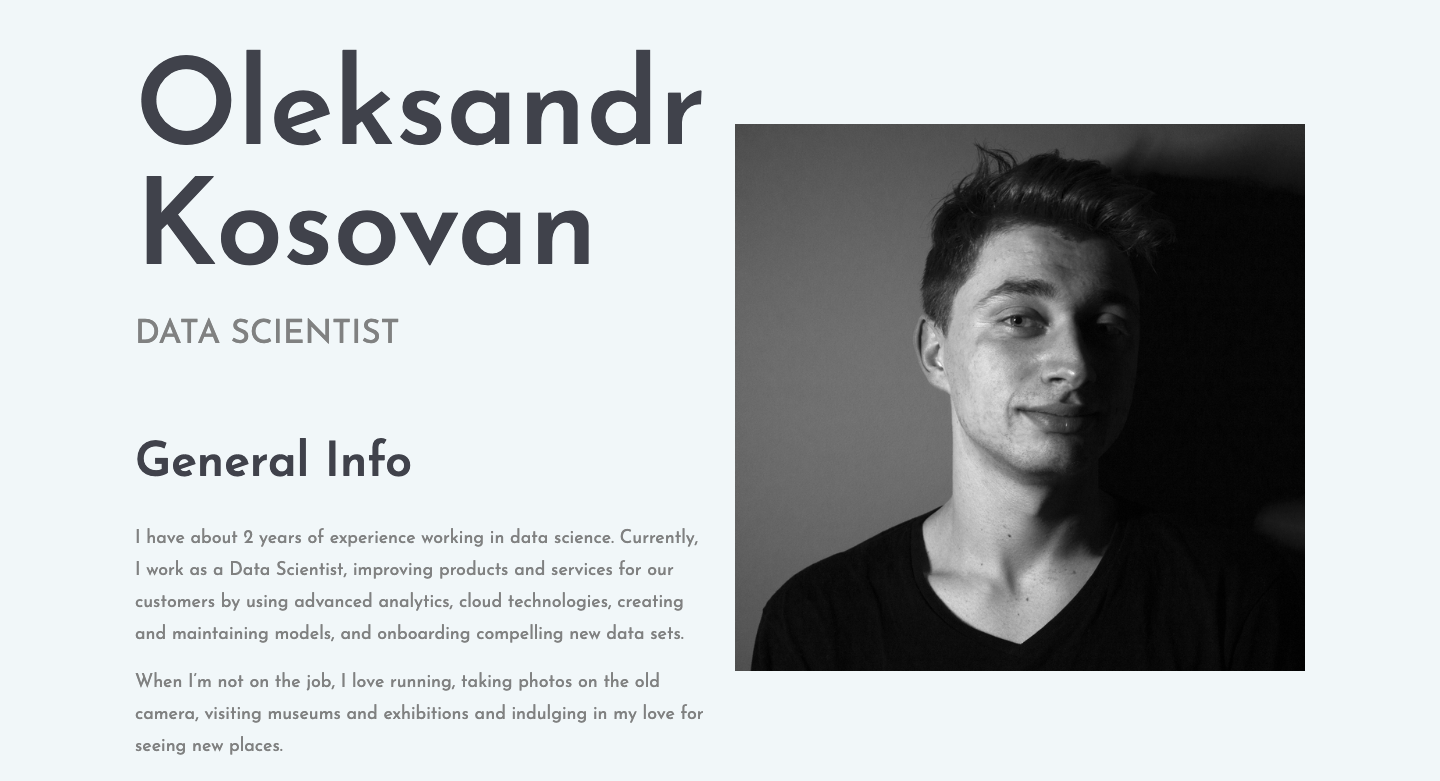 Oleksandr
Kosovan
DATA SCIENTIST
General Info
I have about 2 years of experience working in data science. Currently,
I work as a Data Scientist, improving products and services for our
customers by using advanced analytics, cloud technologies, creating
and maintaining models, and onboarding compelling new data sets.
When I’m not on the job, I love running, taking photos on the old
camera, visiting museums and exhibitions and indulging in my love for
seeing new places.